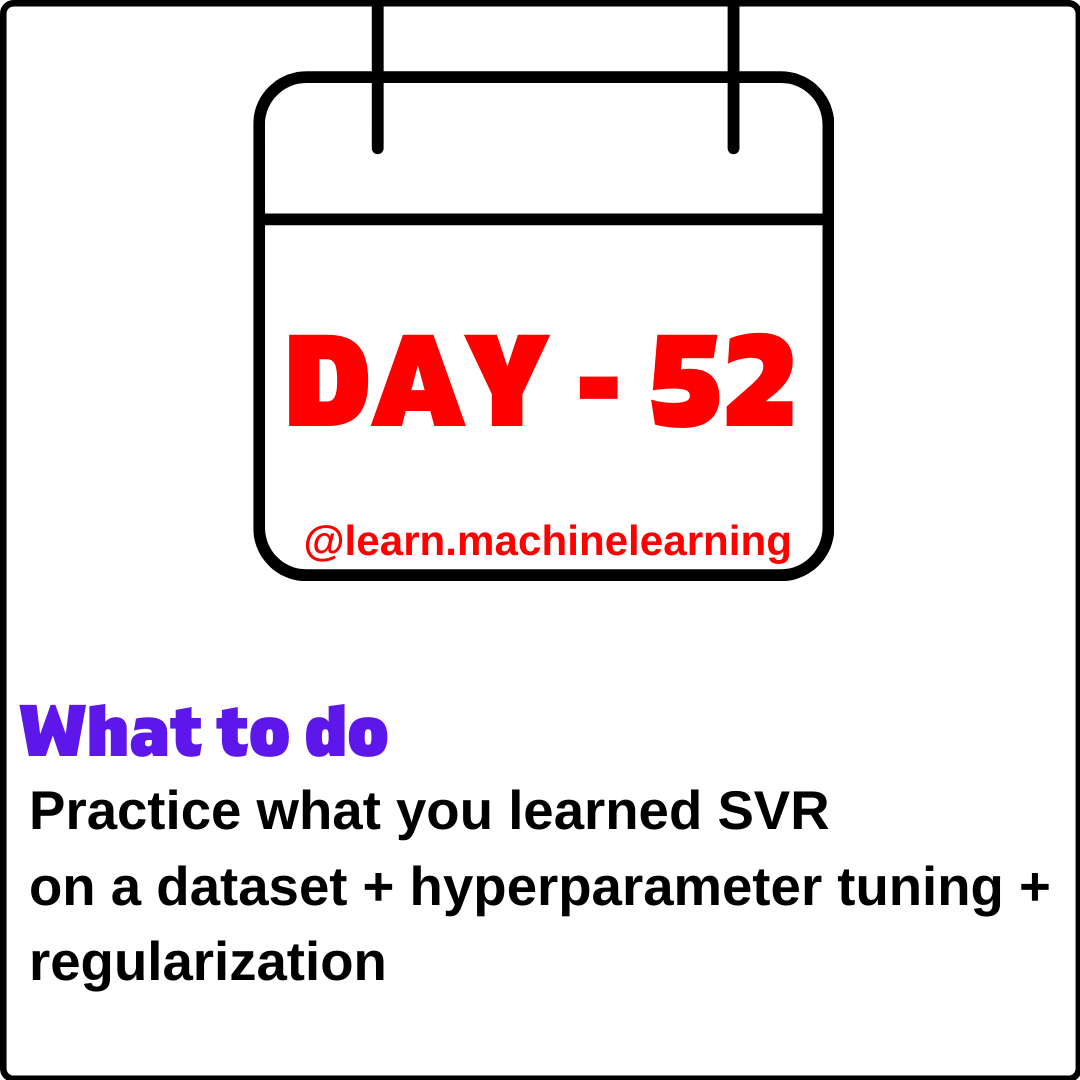 DAY - 52
@learn.machinelearning
What to do
Practice what you learned SVR
on a dataset + hyperparameter tuning +
regularization